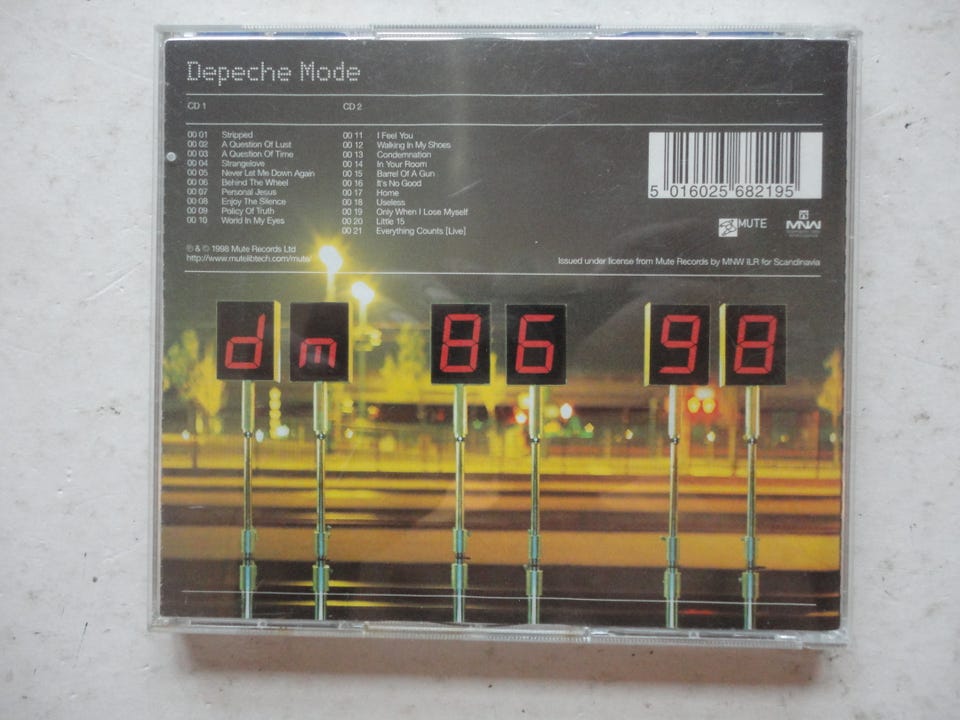 Depeche Mode
CD 1
00 01 Stripped
00 02 A Question Of Lust
00 03 A Question Of Time
00 04 Strangelove
00 05 Never Let Me Down Again
00 06 Behind The Wheel
00 07 Personal Jesus
00 08 Enjoy The Silence
00 09 Policy Of Truth
00 10 World In My Eyes
CD 2
00 11 I Feel You
00 12 Walking In My Shoes
00 13 Condemnation
00 14 In Your Room
00 15 Barrel Of A Gun
00 16 It's No Good
00 17 Home
00 18 Useless
00 19 Only When I Lose Myself
00 20 Little 15
00 21 Everything Counts [Live]
5 016025 682195
MUTE
MNW
℗ & © 1998 Mute Records Ltd
http://www.mutelibtech.com/mute/
Issued under license from Mute Records by MNW ILR for Scandinavia
dm 86 98